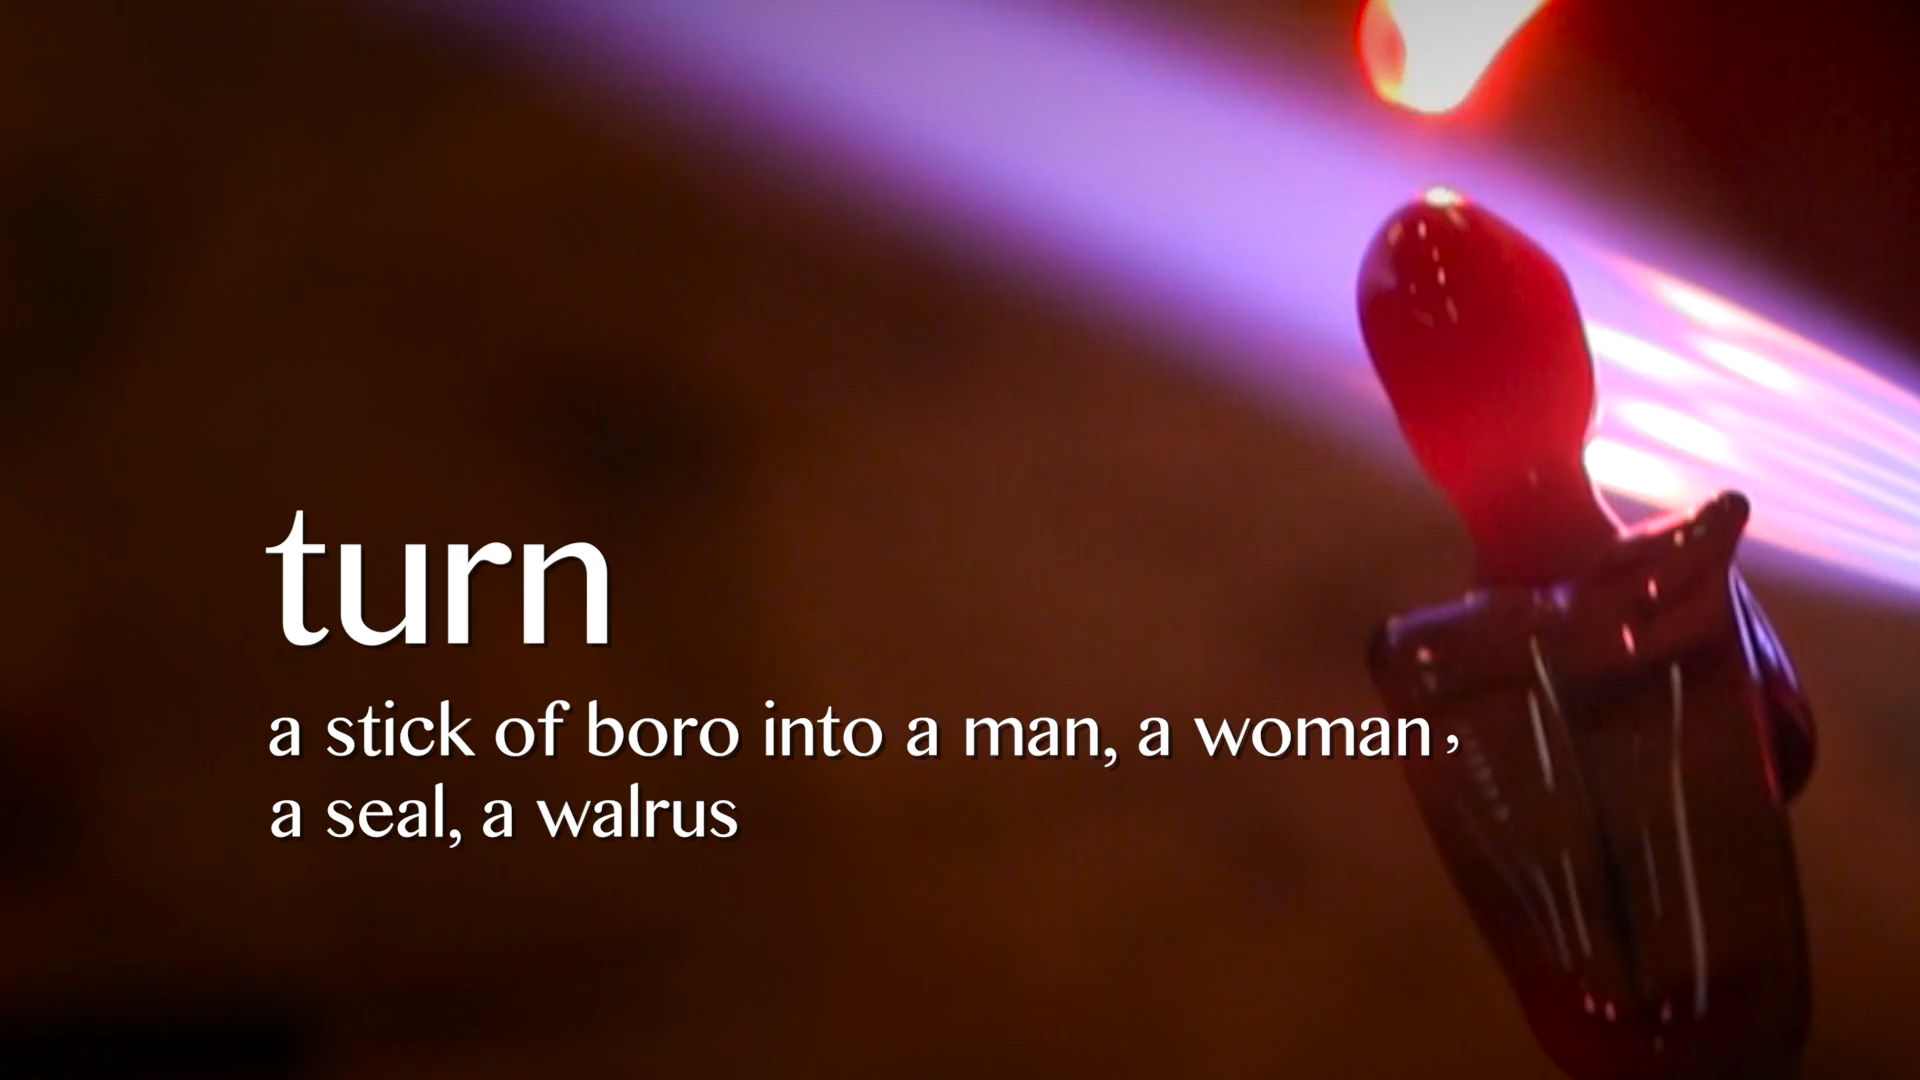 turn
a stick of boro into a man, a woman,
a seal, a walrus